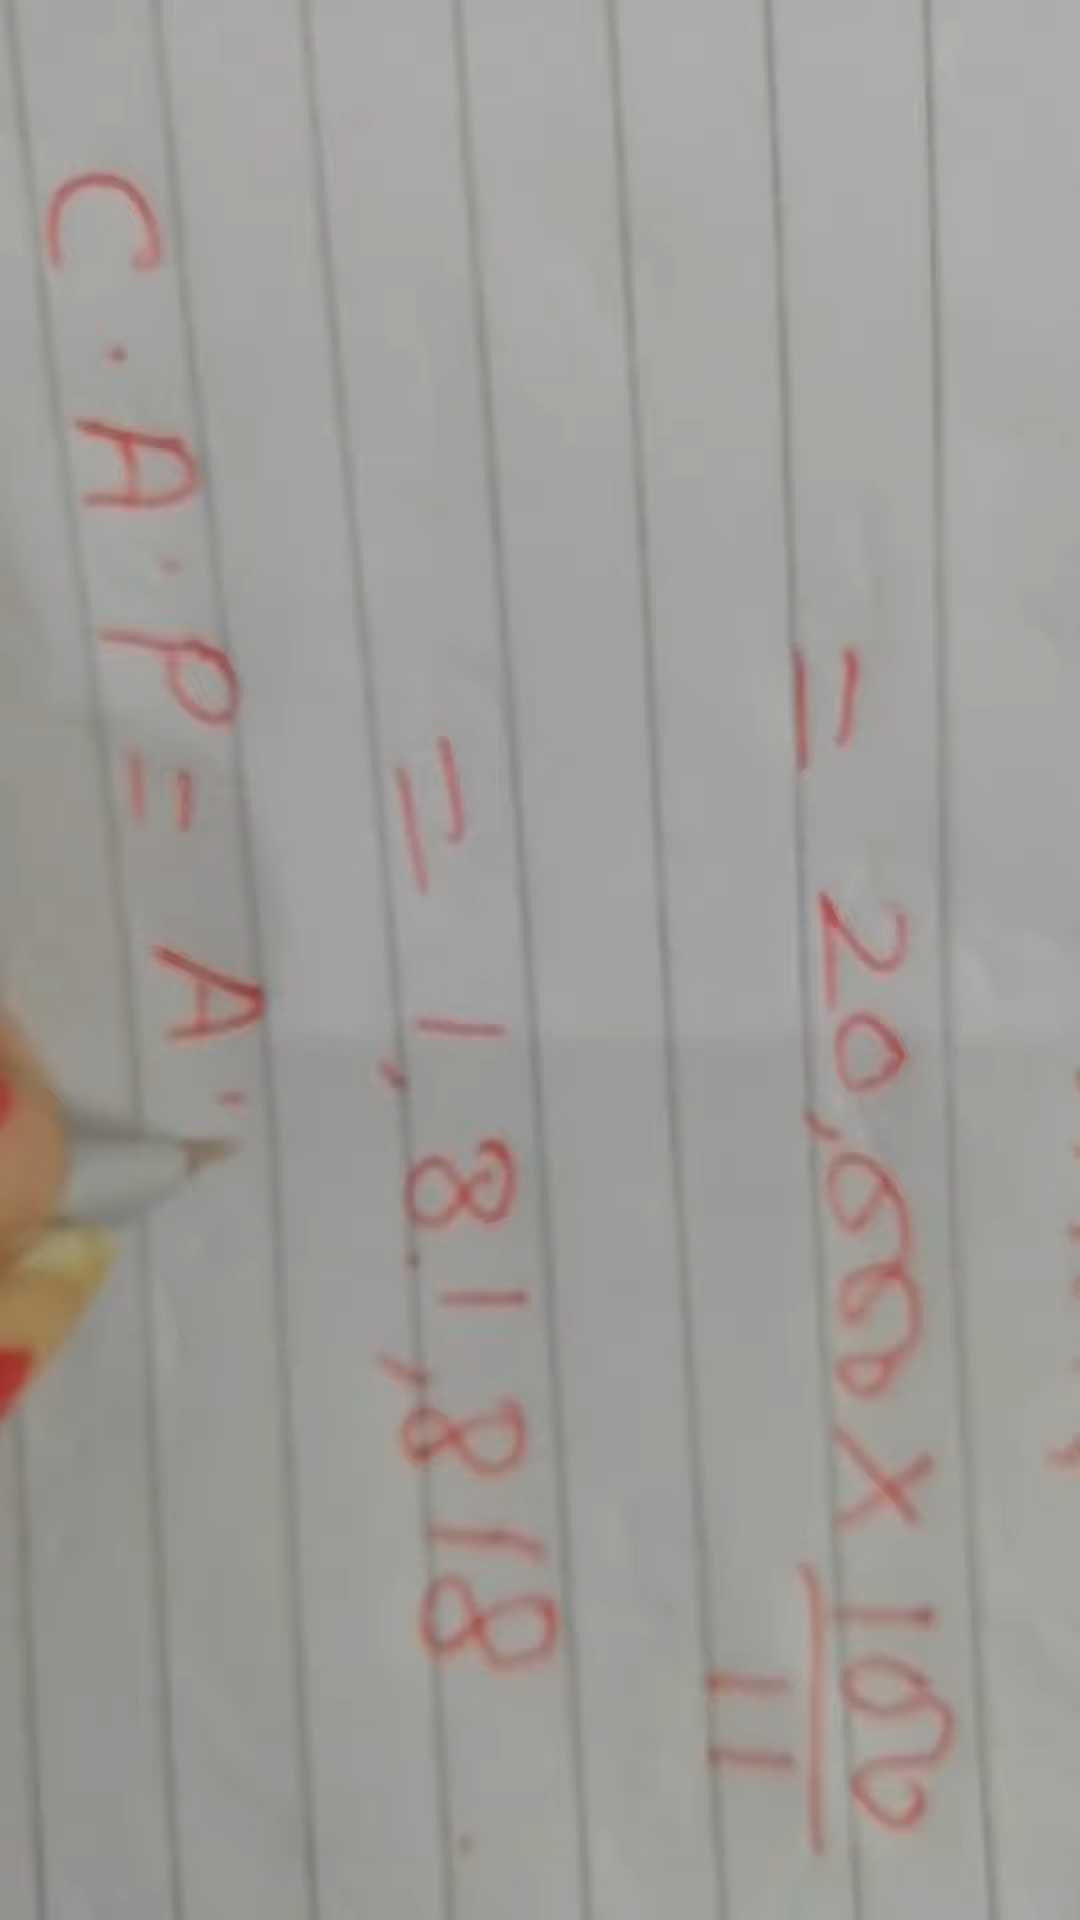 = 20,000 × 100
11
= 1,81,818
C.A.P = A.